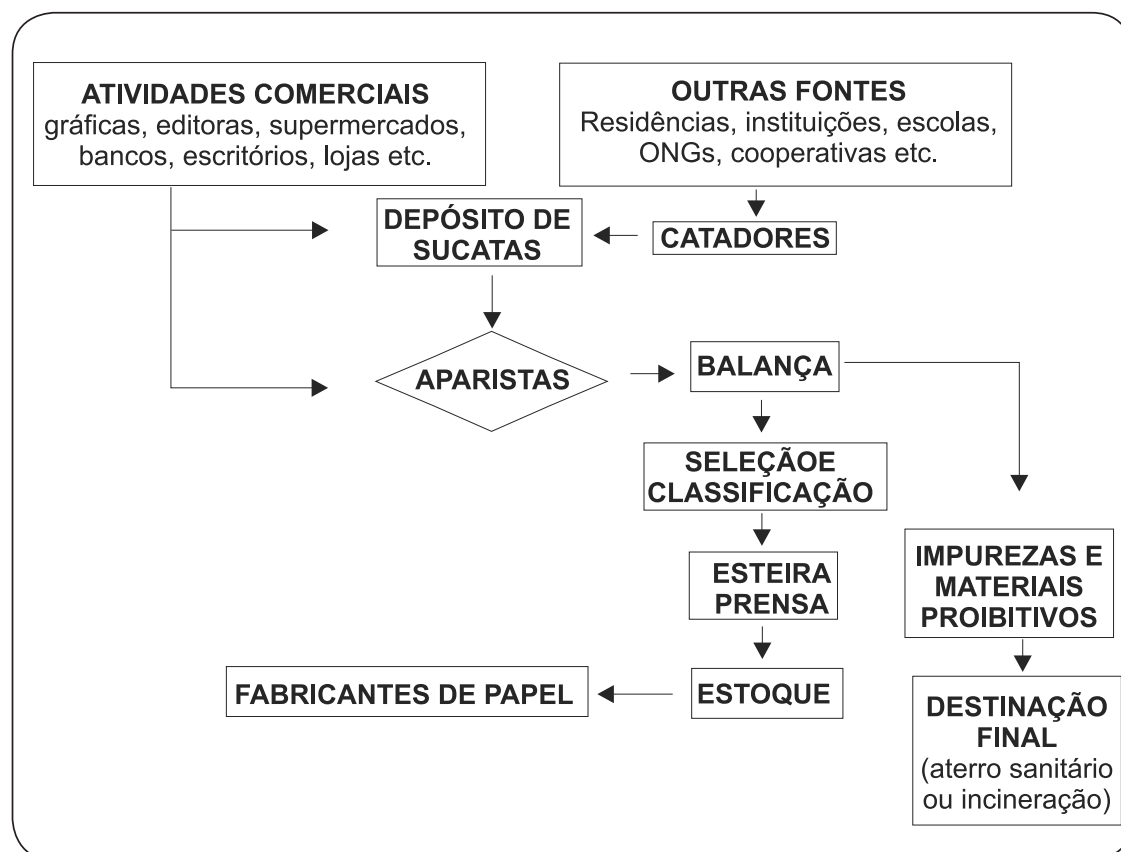 ATIVIDADES COMERCIAIS
gráficas, editoras, supermercados,
bancos, escritórios, lojas etc.
OUTRAS FONTES
Residências, instituições, escolas,
ONGs, cooperativas etc.
DEPÓSITO DE
SUCATAS
CATADORES
APARISTAS
BALANÇA
SELEÇÃOE
CLASSIFICAÇÃO
ESTEIRA
PRENSA
IMPUREZAS E
MATERIAIS
PROIBITIVOS
FABRICANTES DE PAPEL
ESTOQUE
DESTINAÇÃO
FINAL
(aterro sanitário
ou incineração)